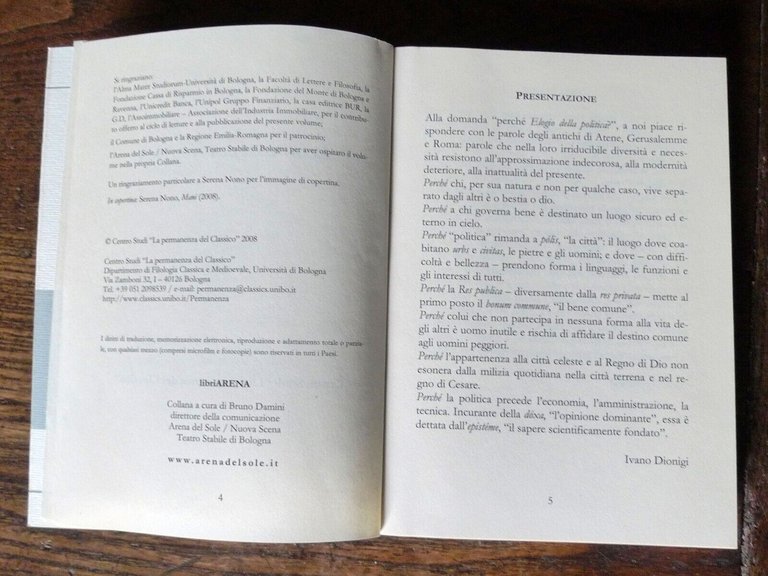 Si ringraziano:
l'Alma Mater Studiorum-Università di Bologna, la Facoltà di Lettere e Filosofia, la
Fondazione Cassa di Risparmio in Bologna, la Fondazione del Monte di Bologna e
Ravenna, l'Unicredit Banca, l'Unipol Gruppo Finanziario, la casa editrice BUR, la
G.D, l'Assoimmobiliare – Associazione dell'Industria Immobiliare, per il contributo
offerto al ciclo di letture e alla pubblicazione del presente volume;
il Comune di Bologna e la Regione Emilia-Romagna per il patrocinio;
l'Arena del Sole / Nuova Scena, Teatro Stabile di Bologna per aver ospitato il volu-
me nella propria Collana.
Un ringraziamento particolare a Serena Nono per l'immagine di copertina.
In copertina: Serena Nono, Mani (2008).
© Centro Studi “La permanenza del Classico” 2008
Centro Studi “La permanenza del Classico”
Dipartimento di Filologia Classica e Medioevale, Università di Bologna
Via Zamboni 32, I – 40126 Bologna
Tel. +39 051 2098539 / e-mail: permanenza@classics.unibo.it
http://www.classics.unibo.it/Permanenza
I diritti di traduzione, memorizzazione elettronica, riproduzione e adattamento totale o parzia-
le, con qualsiasi mezzo (compresi microfilm e fotocopie) sono riservati in tutti i Paesi.
libriARENA
Collana a cura di Bruno Damini
direttore della comunicazione
Arena del Sole / Nuova Scena
Teatro Stabile di Bologna
www.arenadelsole.it
4
PRESENTAZIONE
Alla domanda “perché Elogio della politica?”, a noi piace ri-
spondere con le parole degli antichi di Atene, Gerusalemme
e Roma: parole che nella loro irriducibile diversità e neces-
sità resistono all'approssimazione indecorosa, alla modernità
deteriore, alla inattualità del presente.
Perché chi, per sua natura e non per qualche caso, vive sepa-
rato dagli altri è o bestia o dio.
Perché a chi governa bene è destinato un luogo sicuro ed e-
terno in cielo.
Perché “politica” rimanda a pólis, “la città”: il luogo dove coa-
bitano urbs e civitas, le pietre e gli uomini; e dove – con diffi-
coltà e bellezza – prendono forma i linguaggi, le funzioni e
gli interessi di tutti.
Perché la Res publica – diversamente dalla res privata – mette al
primo posto il bonum commune, “il bene comune”.
Perché colui che non partecipa in nessuna forma alla vita de-
gli altri è uomo inutile e rischia di affidare il destino comune
agli uomini peggiori.
Perché l'appartenenza alla città celeste e al Regno di Dio non
esonera dalla milizia quotidiana nella città terrena e nel re-
gno di Cesare.
Perché la politica precede l'economia, l'amministrazione, la
tecnica. Incurante della dóxa, “l'opinione dominante”, essa è
dettata dall'epistéme, “il sapere scientificamente fondato”.
Ivano Dionigi
5